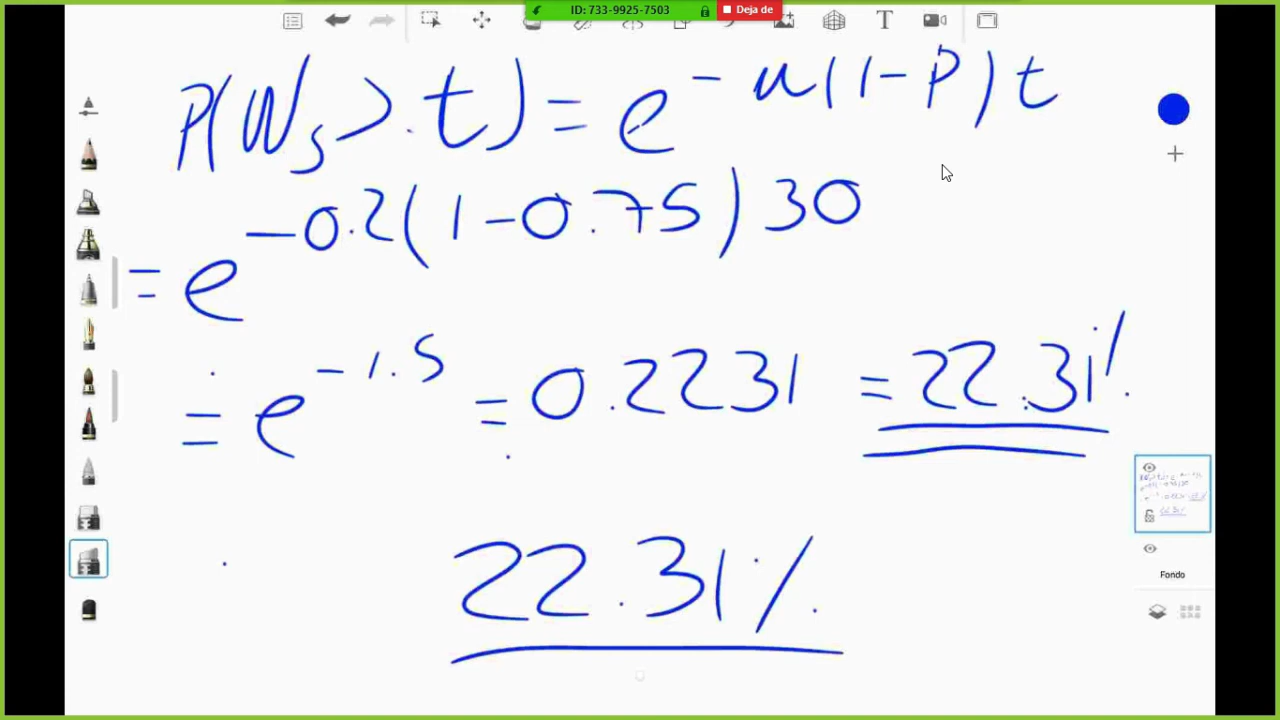 ID: 733-9925-7503 Deja de
T
P(Ws > t) = e^-u(1-P)t
= e^-0.2(1-0.75)30
= e^-1.5 = 0.2231 = 22.31%
22.31%
Fondo